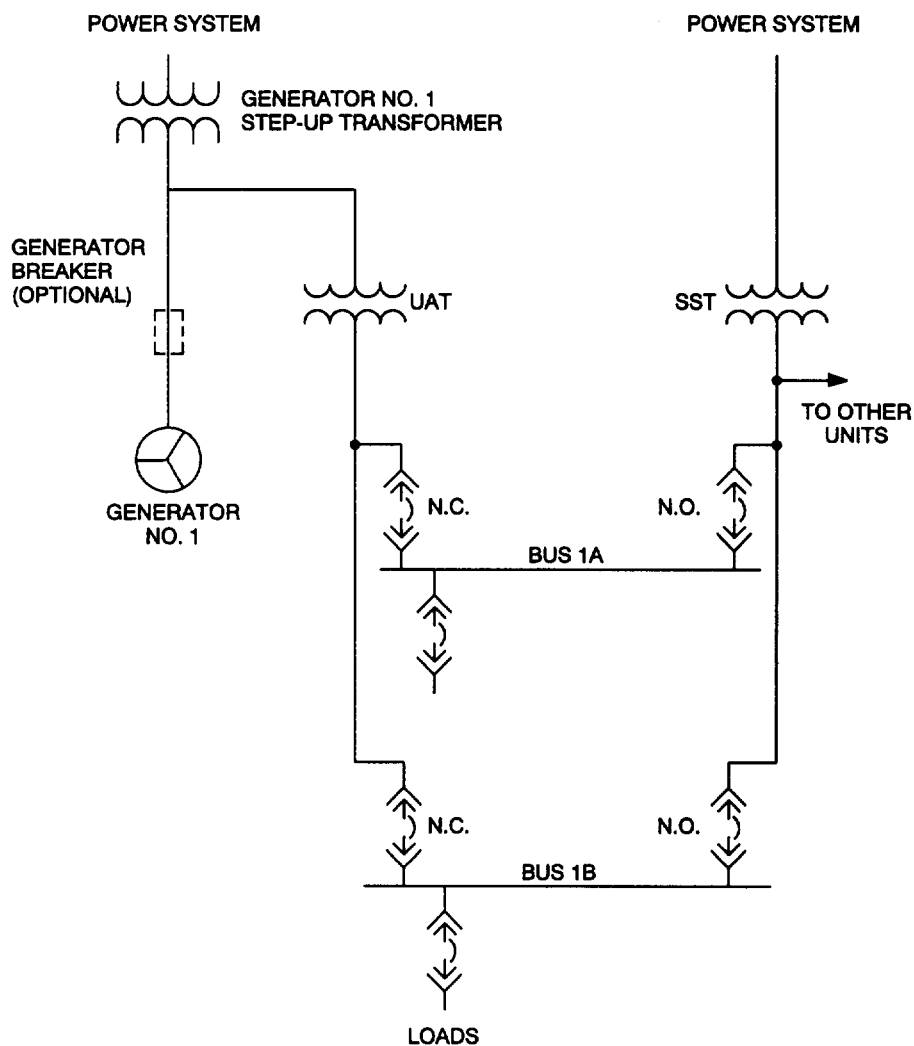 POWER SYSTEM
POWER SYSTEM
GENERATOR NO. 1
STEP-UP TRANSFORMER
GENERATOR
BREAKER
(OPTIONAL)
UAT
SST
TO OTHER
UNITS
GENERATOR
NO. 1
N.C.
N.O.
BUS 1A
N.C.
N.O.
BUS 1B
LOADS